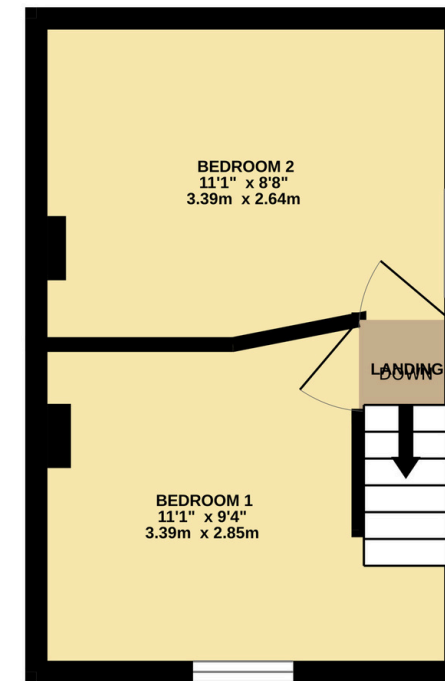 BEDROOM 2
11'1" x 8'8"
3.39m x 2.64m
LANDING
DOWN
BEDROOM 1
11'1" x 9'4"
3.39m x 2.85m